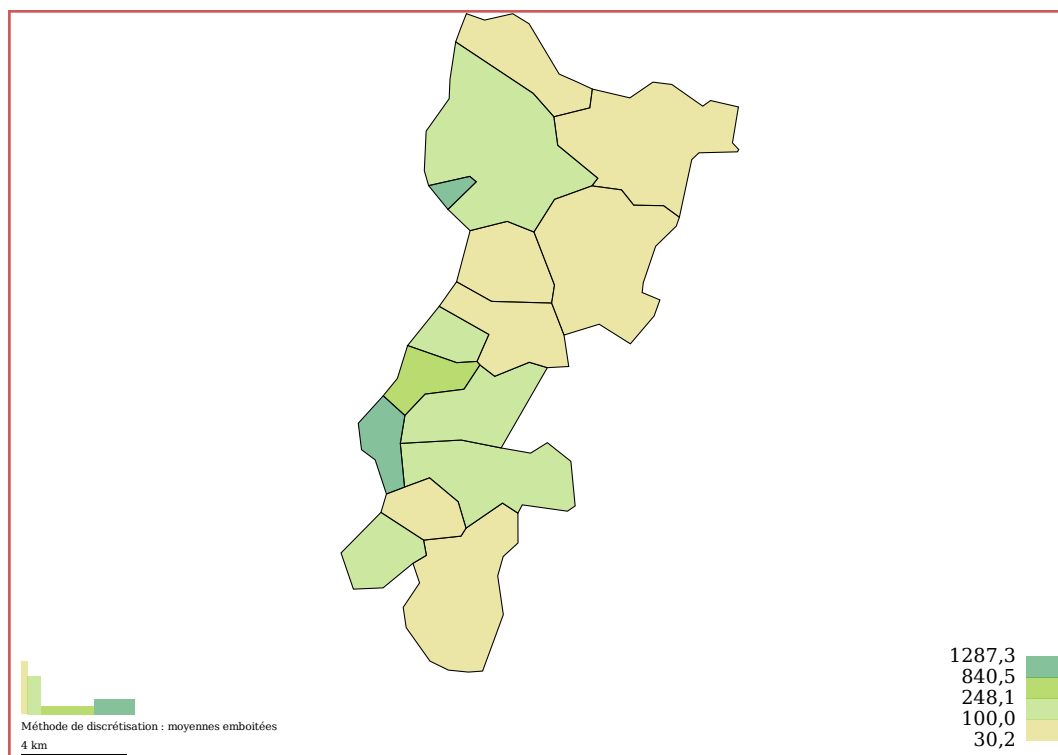 1287,3
840,5
248,1
100,0
30,2
Méthode de discrétisation : moyennes emboitées
4 km